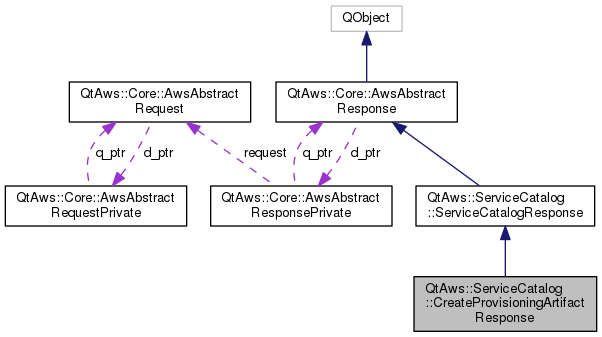 QObject
QtAws::Core::AwsAbstract
Request
QtAws::Core::AwsAbstract
Response
q_ptr
d_ptr
request
q_ptr
d_ptr
QtAws::Core::AwsAbstract
RequestPrivate
QtAws::Core::AwsAbstract
ResponsePrivate
QtAws::ServiceCatalog
::ServiceCatalogResponse
QtAws::ServiceCatalog
::CreateProvisioningArtifact
Response